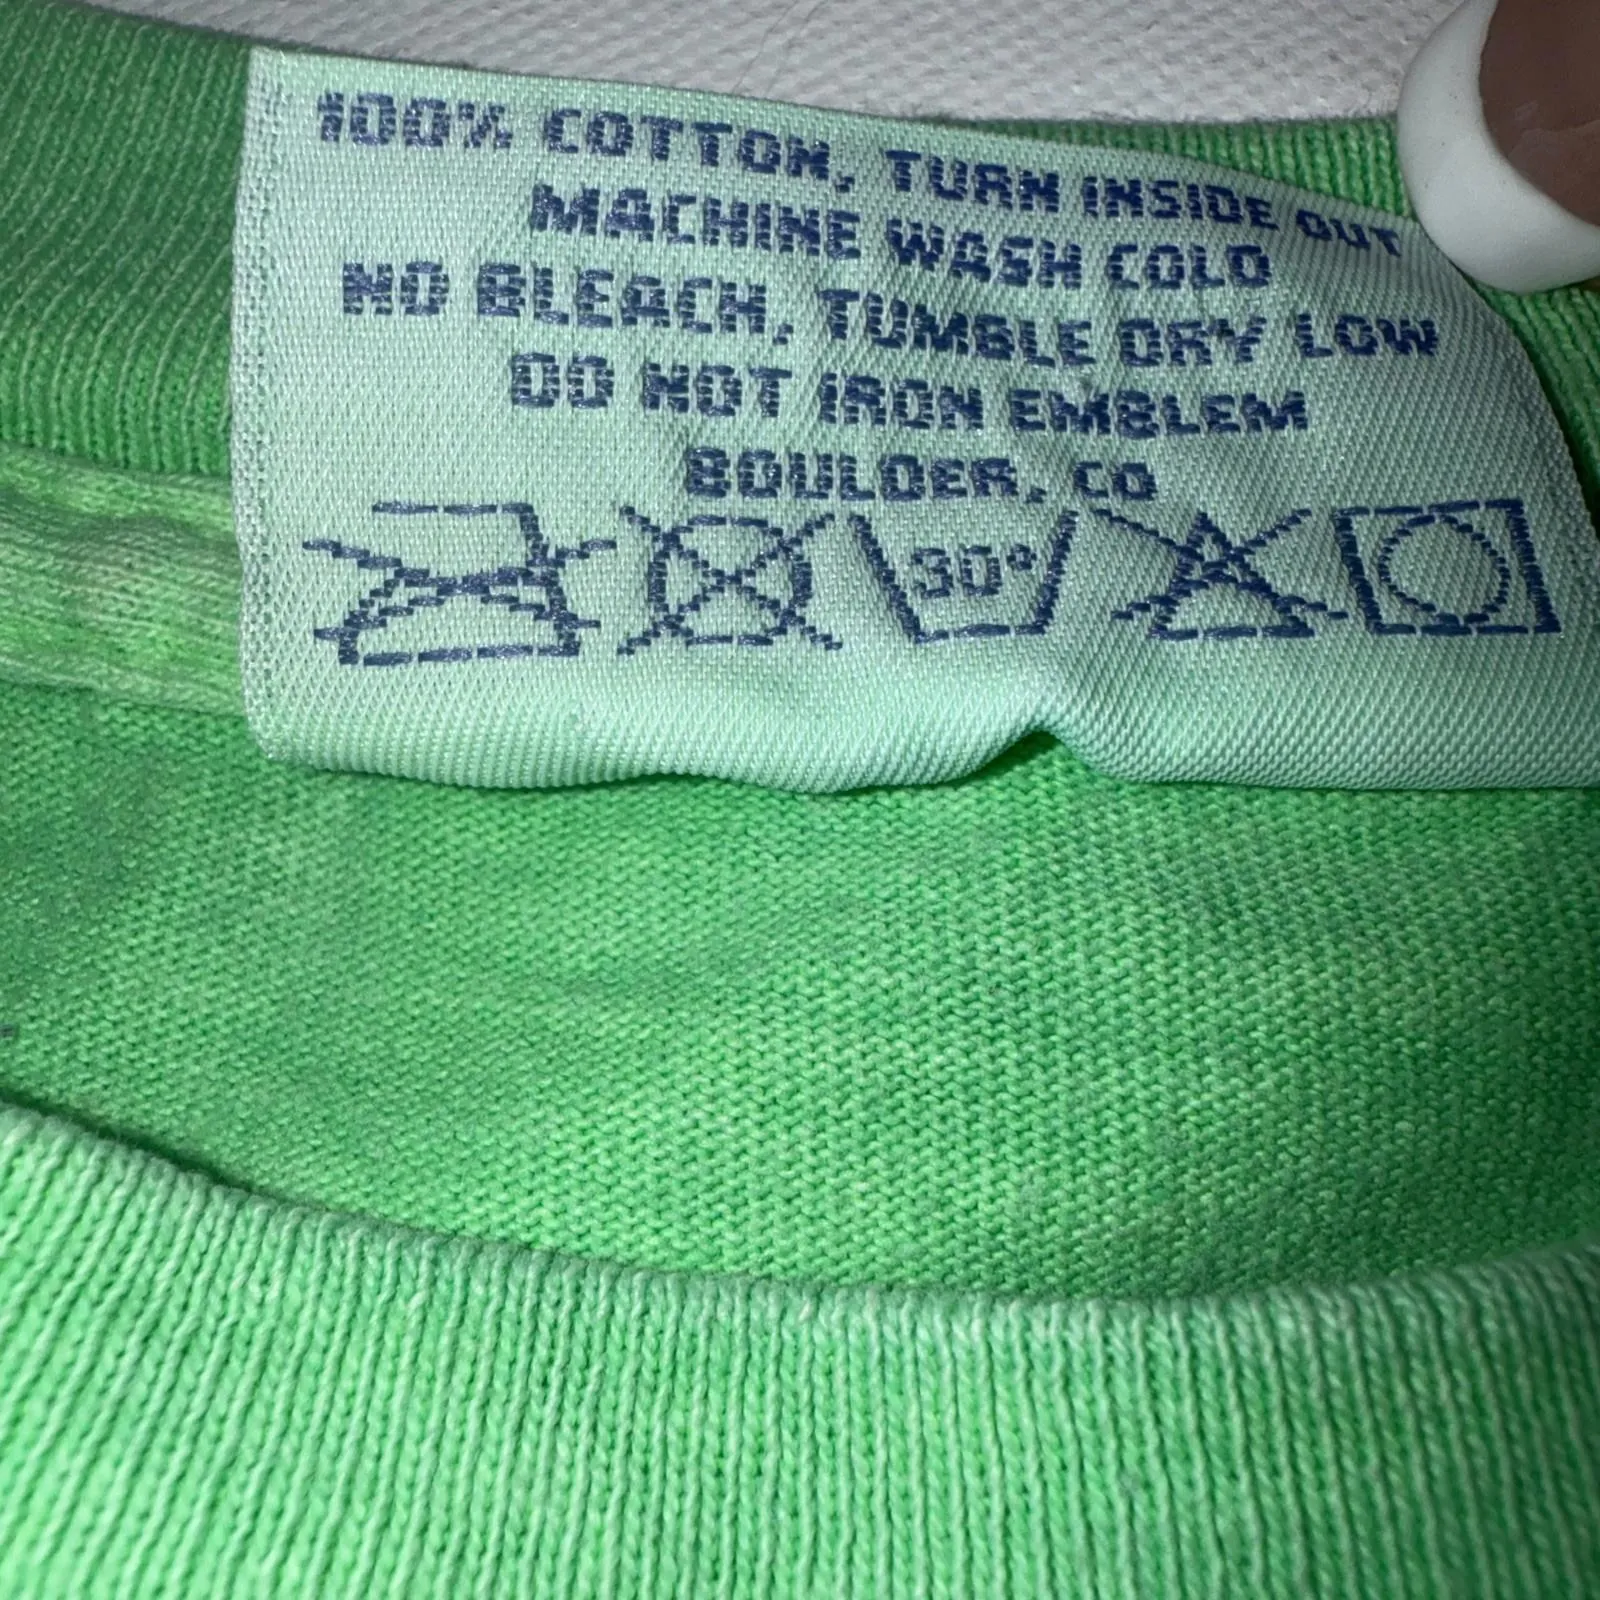 100% COTTON, TURN INSIDE OUT
MACHINE WASH COLD
NO BLEACH, TUMBLE DRY LOW
DO NOT IRON EMBLEM
BOULDER, CO
30°